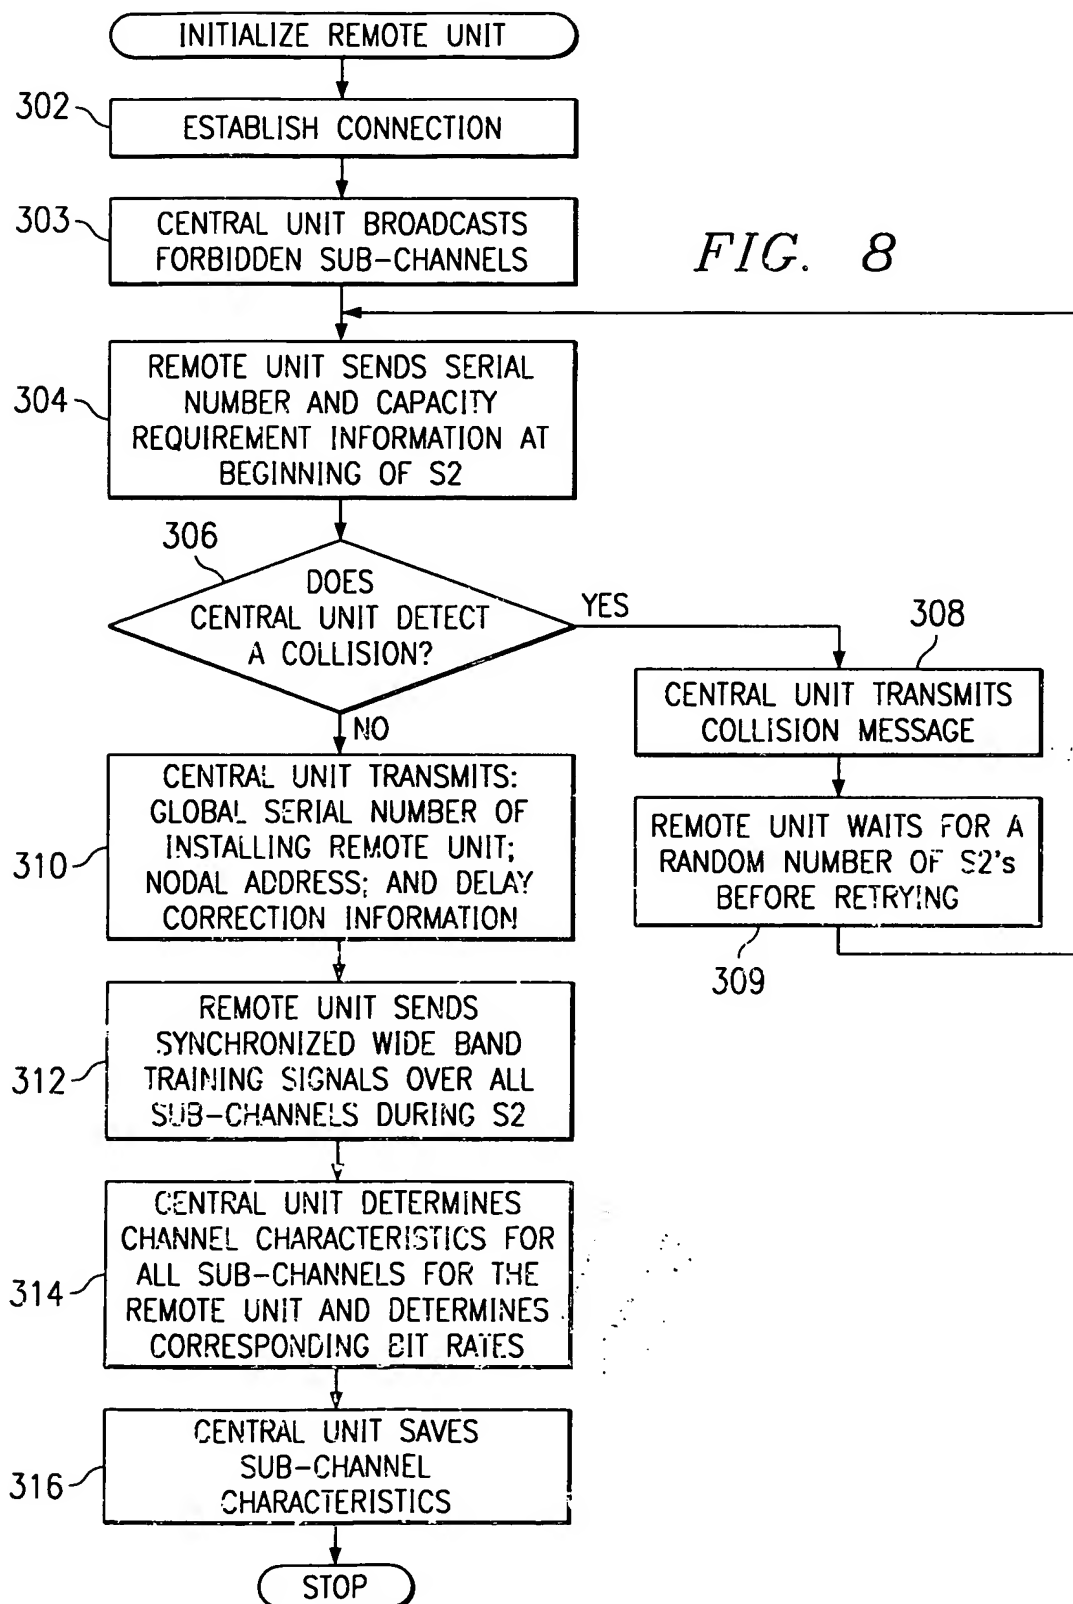 INITIALIZE REMOTE UNIT
302
ESTABLISH CONNECTION
303
CENTRAL UNIT BROADCASTS
FORBIDDEN SUB-CHANNELS
FIG. 8
304
REMOTE UNIT SENDS SERIAL
NUMBER AND CAPACITY
REQUIREMENT INFORMATION AT
BEGINNING OF S2
306
DOES
CENTRAL UNIT DETECT
A COLLISION?
YES
NO
308
CENTRAL UNIT TRANSMITS
COLLISION MESSAGE
REMOTE UNIT WAITS FOR A
RANDOM NUMBER OF S2's
BEFORE RETRYING
309
310
CENTRAL UNIT TRANSMITS:
GLOBAL SERIAL NUMBER OF
INSTALLING REMOTE UNIT;
NODAL ADDRESS; AND DELAY
CORRECTION INFORMATION
312
REMOTE UNIT SENDS
SYNCHRONIZED WIDE BAND
TRAINING SIGNALS OVER ALL
SUB-CHANNELS DURING S2
314
CENTRAL UNIT DETERMINES
CHANNEL CHARACTERISTICS FOR
ALL SUB-CHANNELS FOR THE
REMOTE UNIT AND DETERMINES
CORRESPONDING BIT RATES
316
CENTRAL UNIT SAVES
SUB-CHANNEL
CHARACTERISTICS
STOP